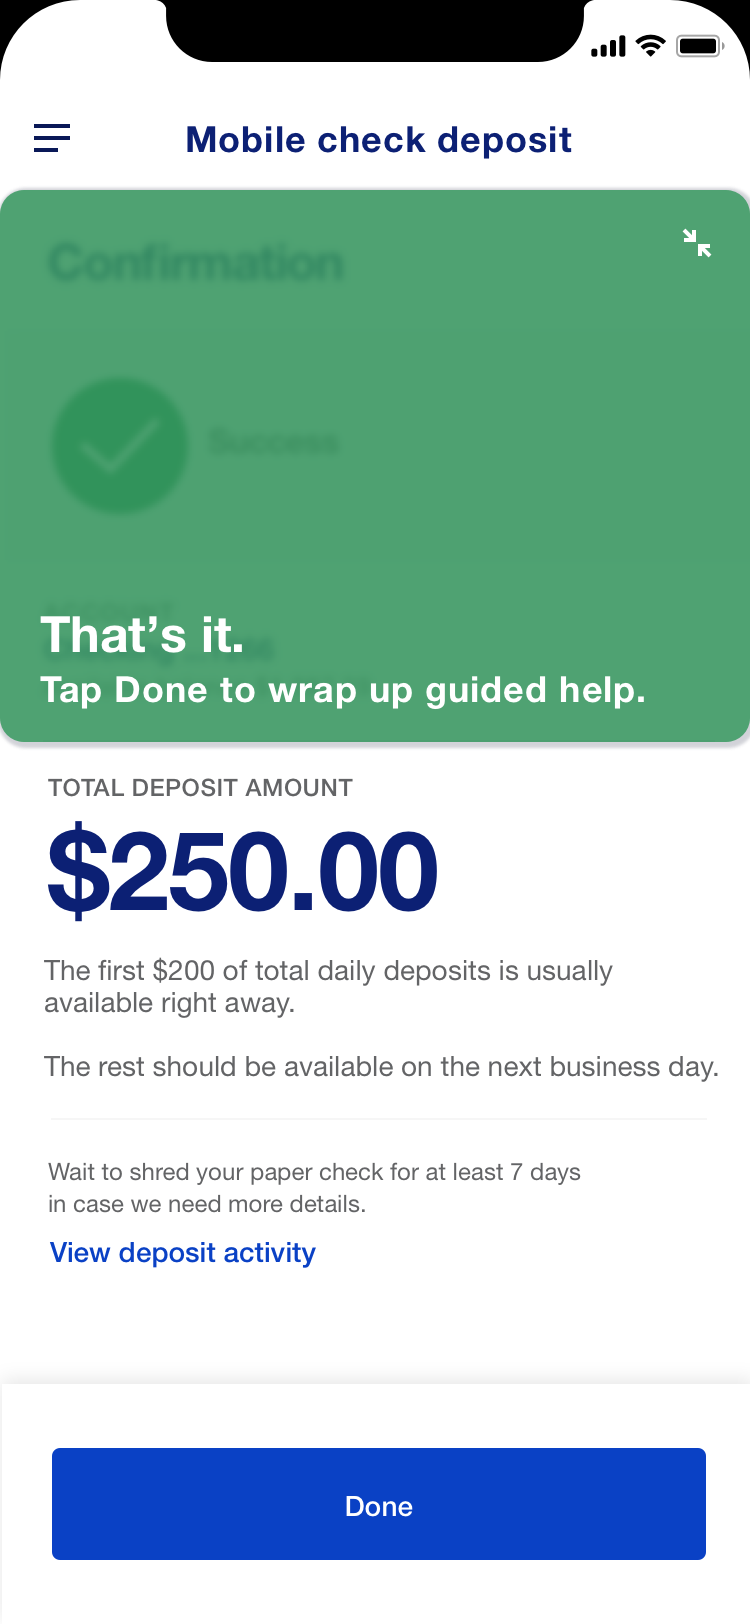 Mobile check deposit
Confirmation
Success
That’s it.
Tap Done to wrap up guided help.
TOTAL DEPOSIT AMOUNT
$250.00
The first $200 of total daily deposits is usually
available right away.
The rest should be available on the next business day.
Wait to shred your paper check for at least 7 days
in case we need more details.
View deposit activity
Done